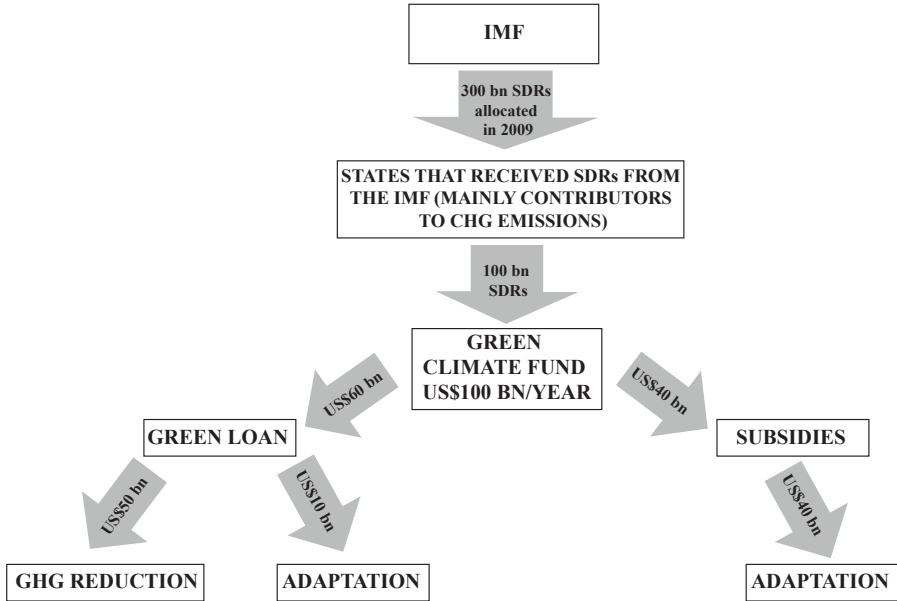 IMF
300 bn SDRs
allocated
in 2009
STATES THAT RECEIVED SDRs FROM
THE IMF (MAINLY CONTRIBUTORS
TO CHG EMISSIONS)
100 bn
SDRs
GREEN
CLIMATE FUND
US$100 BN/YEAR
US$60 bn
US$40 bn
GREEN LOAN
SUBSIDIES
US$50 bn
US$10 bn
US$40 bn
GHG REDUCTION
ADAPTATION
ADAPTATION